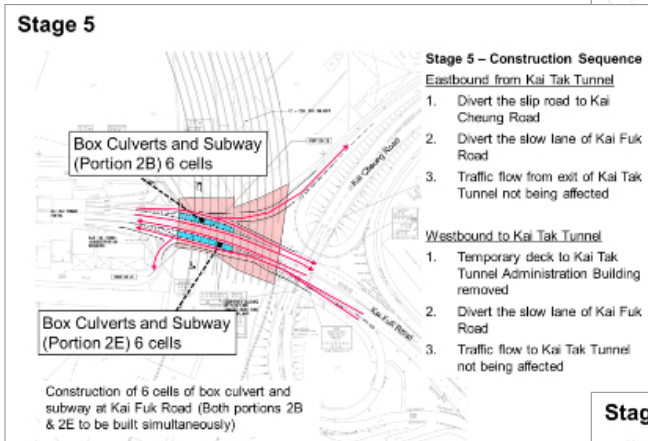 Stage 5
Stage 5 – Construction Sequence
Eastbound from Kai Tak Tunnel
1. Divert the slip road to Kai
Cheung Road
2. Divert the slow lane of Kai Fuk
Road
3. Traffic flow from exit of Kai Tak
Tunnel not being affected
Westbound to Kai Tak Tunnel
1. Temporary deck to Kai Tak
Tunnel Administration Building
removed
2. Divert the slow lane of Kai Fuk
Road
3. Traffic flow to Kai Tak Tunnel
not being affected
Box Culverts and Subway
(Portion 2B) 6 cells
Kai Cheung Road
Kai Fuk Road
Box Culverts and Subway
(Portion 2E) 6 cells
Construction of 6 cells of box culvert and
subway at Kai Fuk Road (Both portions 2B
& 2E to be built simultaneously)
Stag